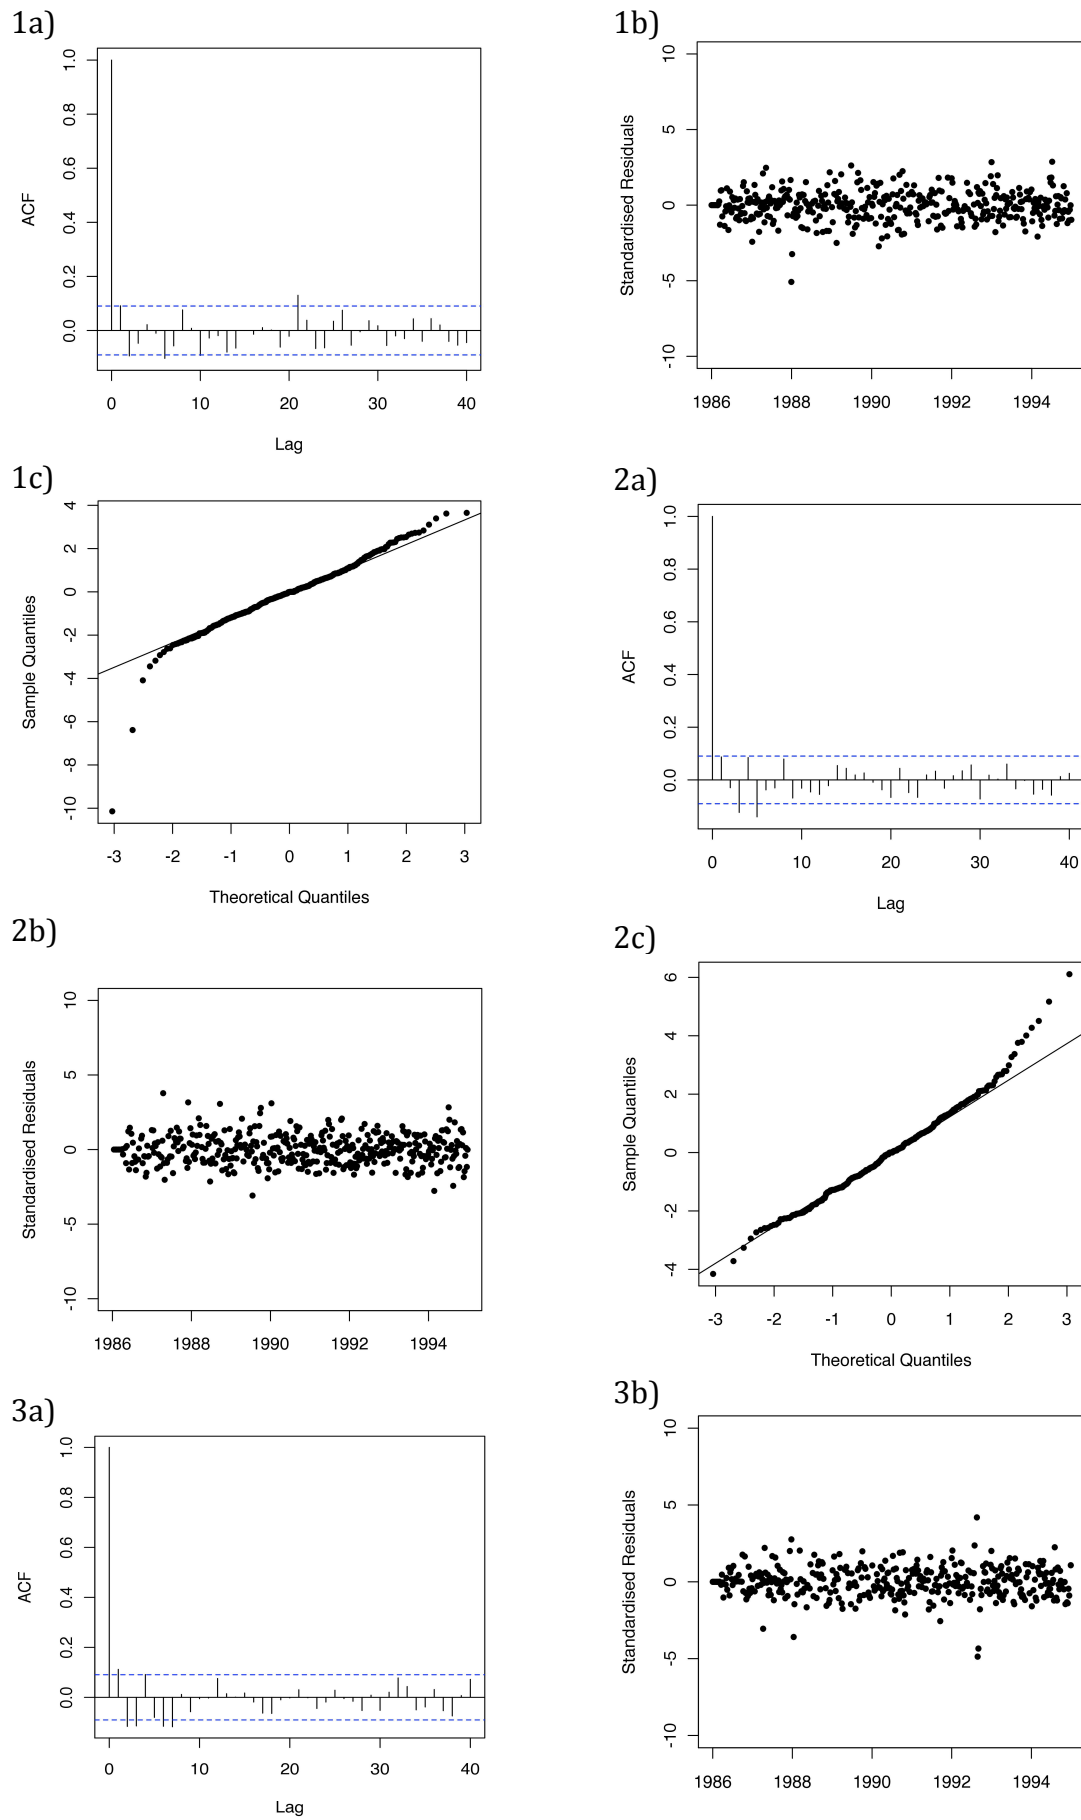 1a)
1.0
0.8
0.6
0.4
0.2
0.0
ACF
0 10 20 30 40
Lag
1b)
10
5
0
-5
-10
Standardised Residuals
1986 1988 1990 1992 1994
1c)
4
2
0
-2
-4
-6
-8
-10
Sample Quantiles
-3 -2 -1 0 1 2 3
Theoretical Quantiles
2a)
1.0
0.8
0.6
0.4
0.2
0.0
ACF
0 10 20 30 40
Lag
2b)
10
5
0
-5
-10
Standardised Residuals
1986 1988 1990 1992 1994
2c)
6
4
2
0
-2
-4
Sample Quantiles
-3 -2 -1 0 1 2 3
Theoretical Quantiles
3a)
1.0
0.8
0.6
0.4
0.2
0.0
ACF
0 10 20 30 40
Lag
3b)
10
5
0
-5
-10
Standardised Residuals
1986 1988 1990 1992 1994